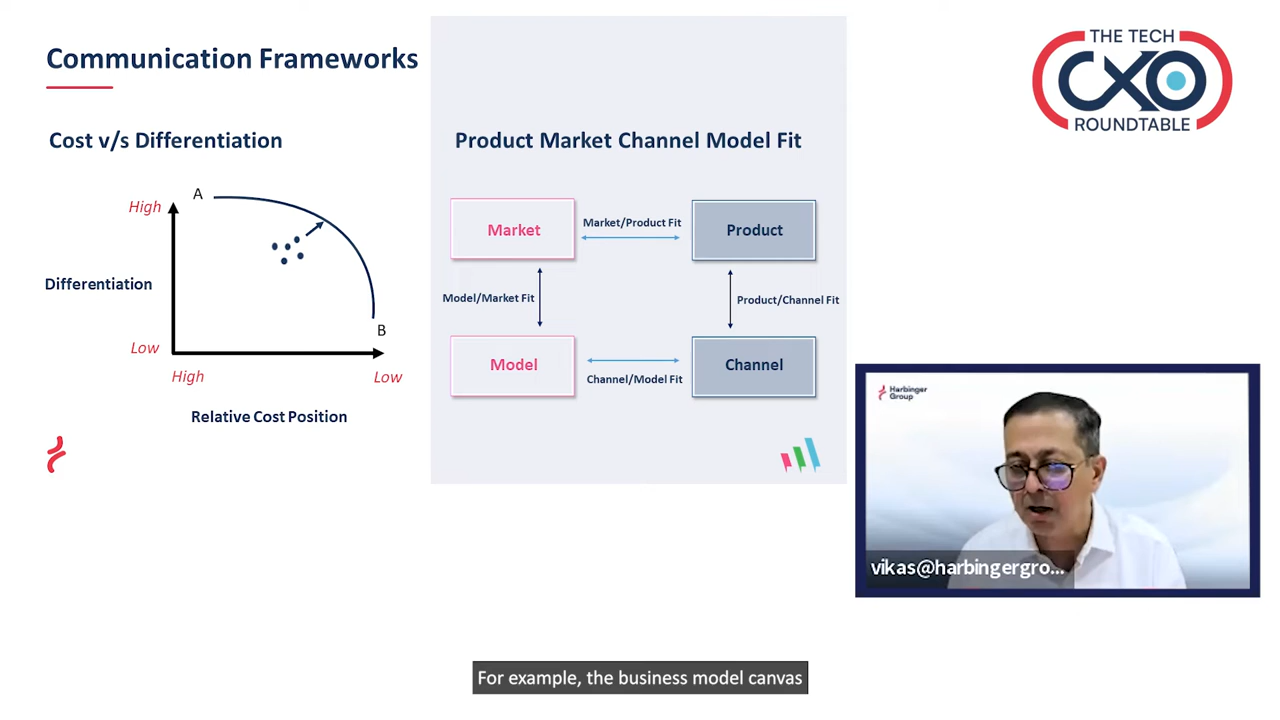 Communication Frameworks
Cost v/s Differentiation
A
High
Differentiation
Low
B
High
Low
Relative Cost Position
Product Market Channel Model Fit
Market
Market/Product Fit
Product
Model/Market Fit
Product/Channel Fit
Model
Channel/Model Fit
Channel
THE TECH
CXO
ROUNDTABLE
Harbinger
Group
vikas@harbingergro...
For example, the business model canvas